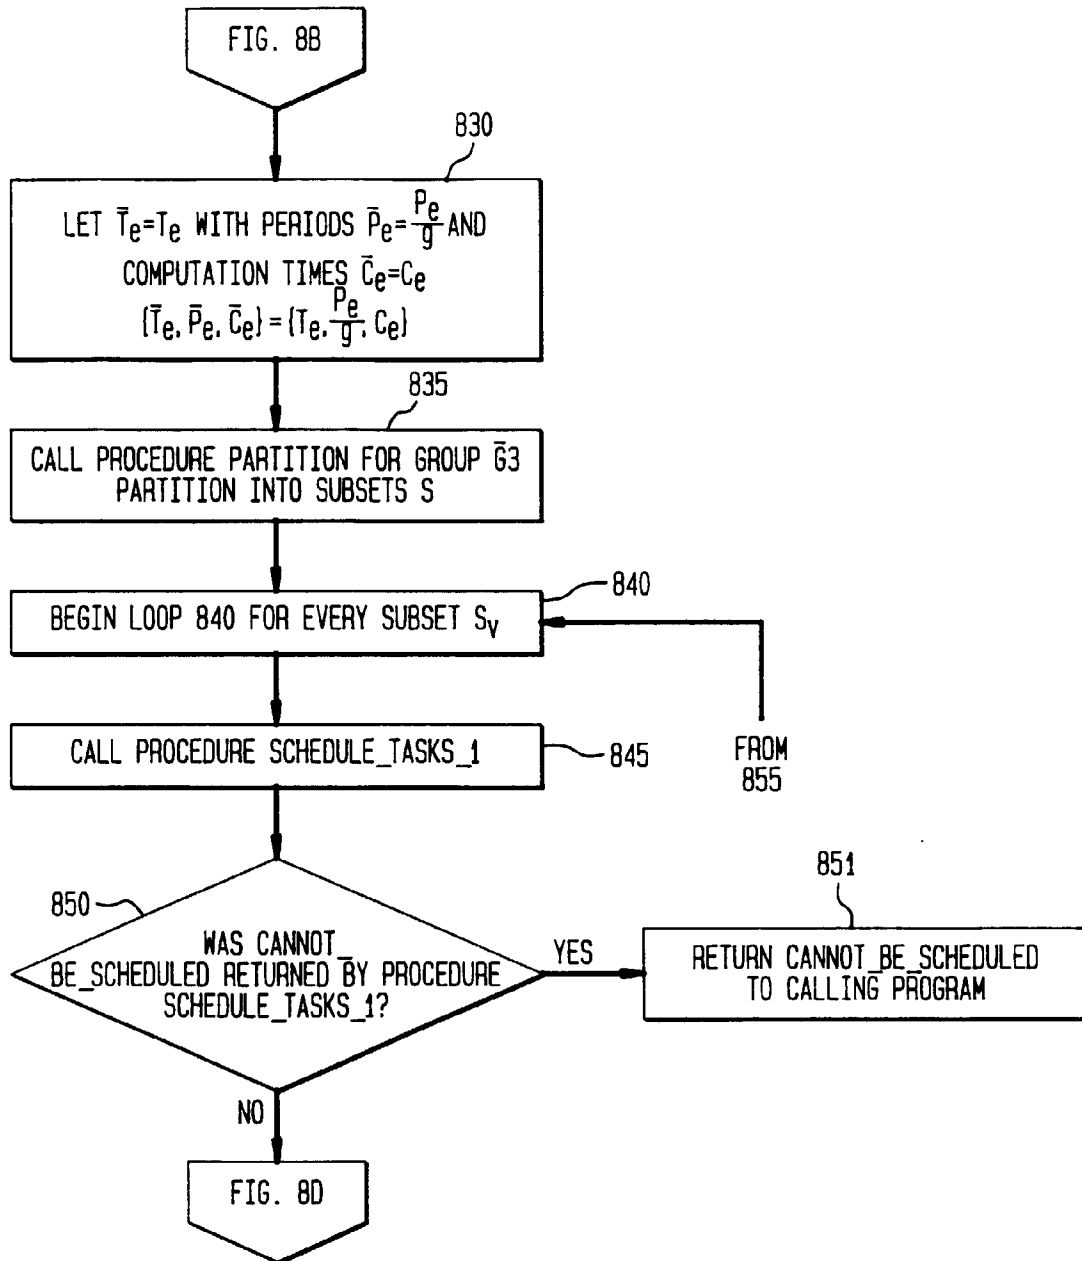 FIG. 8B
830
LET T̄e=Te WITH PERIODS P̄e=Pe/g AND
COMPUTATION TIMES C̄e=Ce
{T̄e, P̄e, C̄e} = {Te, Pe/g, Ce}
835
CALL PROCEDURE PARTITION FOR GROUP Ḡ3
PARTITION INTO SUBSETS S
840
BEGIN LOOP 840 FOR EVERY SUBSET Sv
CALL PROCEDURE SCHEDULE_TASKS_1
845
FROM
855
850
WAS CANNOT_
BE_SCHEDULED RETURNED BY PROCEDURE
SCHEDULE_TASKS_1?
YES
851
RETURN CANNOT_BE_SCHEDULED
TO CALLING PROGRAM
NO
FIG. 8D